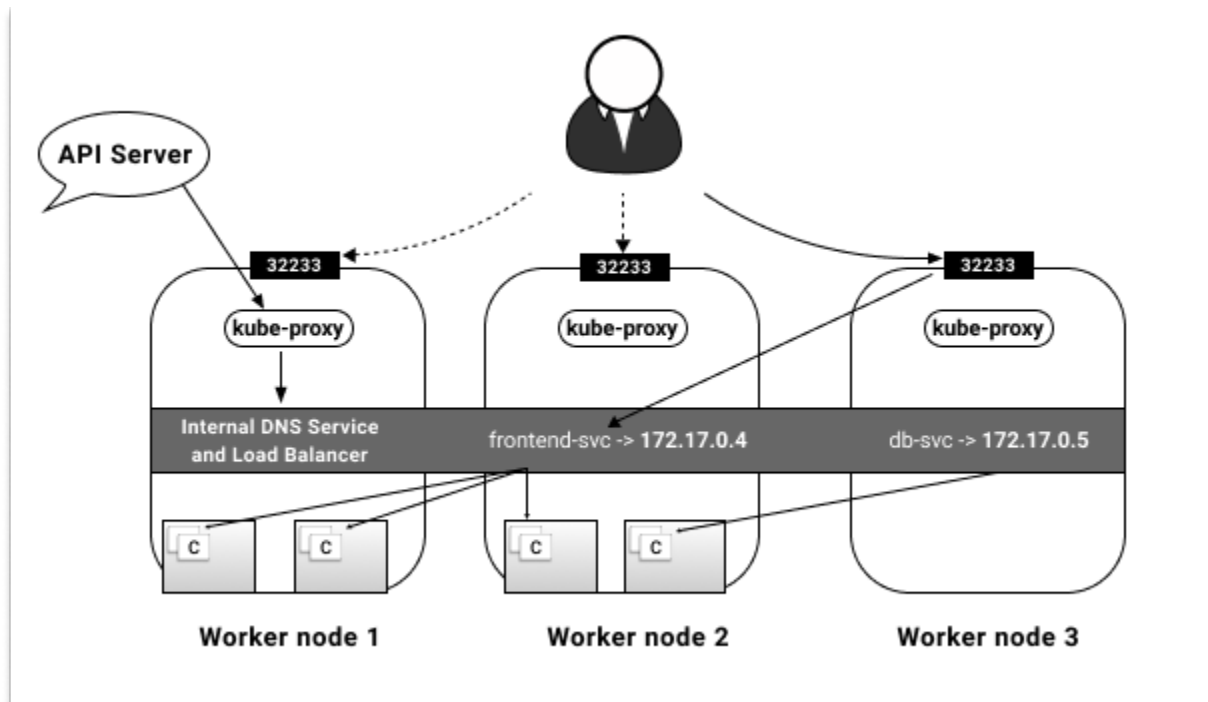 API Server
32233
32233
32233
kube-proxy
kube-proxy
kube-proxy
Internal DNS Service
and Load Balancer
frontend-svc -> 172.17.0.4
db-svc -> 172.17.0.5
C
C
C
C
Worker node 1
Worker node 2
Worker node 3